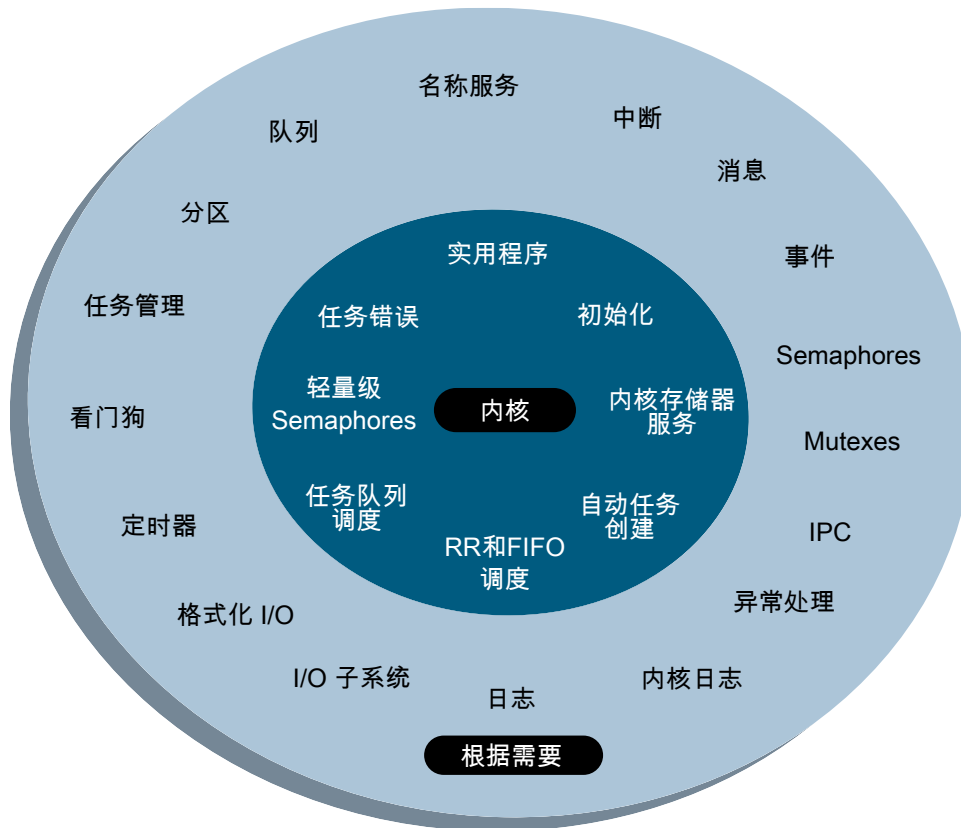 名称服务
队列
中断
消息
分区
实用程序
事件
任务管理
任务错误
初始化
Semaphores
轻量级
Semaphores
内核
内核存储器
服务
看门狗
Mutexes
任务队列
调度
自动任务
创建
定时器
IPC
RR和FIFO
调度
异常处理
格式化 I/O
I/O 子系统
日志
内核日志
根据需要